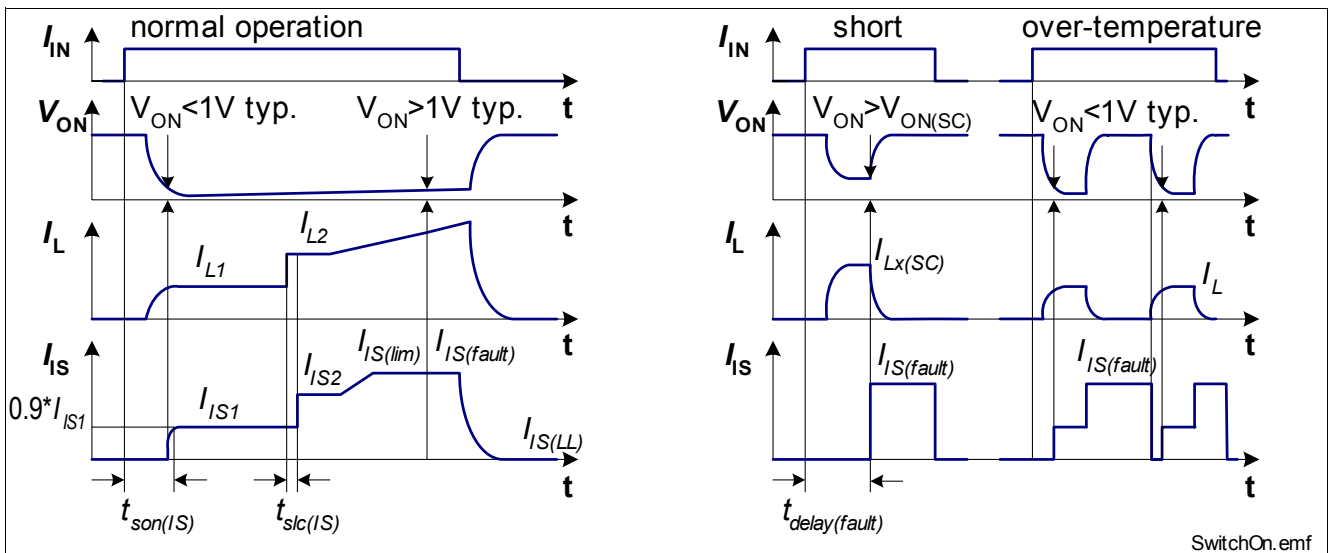 normal operation
I_IN
t
V_ON
V_ON<1V typ.
V_ON>1V typ.
t
I_L
I_L1
I_L2
t
I_IS
0.9*I_IS1
I_IS1
I_IS2
I_IS(lim)
I_IS(fault)
I_IS(LL)
t
t_son(IS)
t_slc(IS)
short
over-temperature
I_IN
t
V_ON
V_ON>V_ON(SC)
V_ON<1V typ.
t
I_L
I_Lx(SC)
I_L
t
I_IS
I_IS(fault)
I_IS(fault)
t
t_delay(fault)
SwitchOn.emf